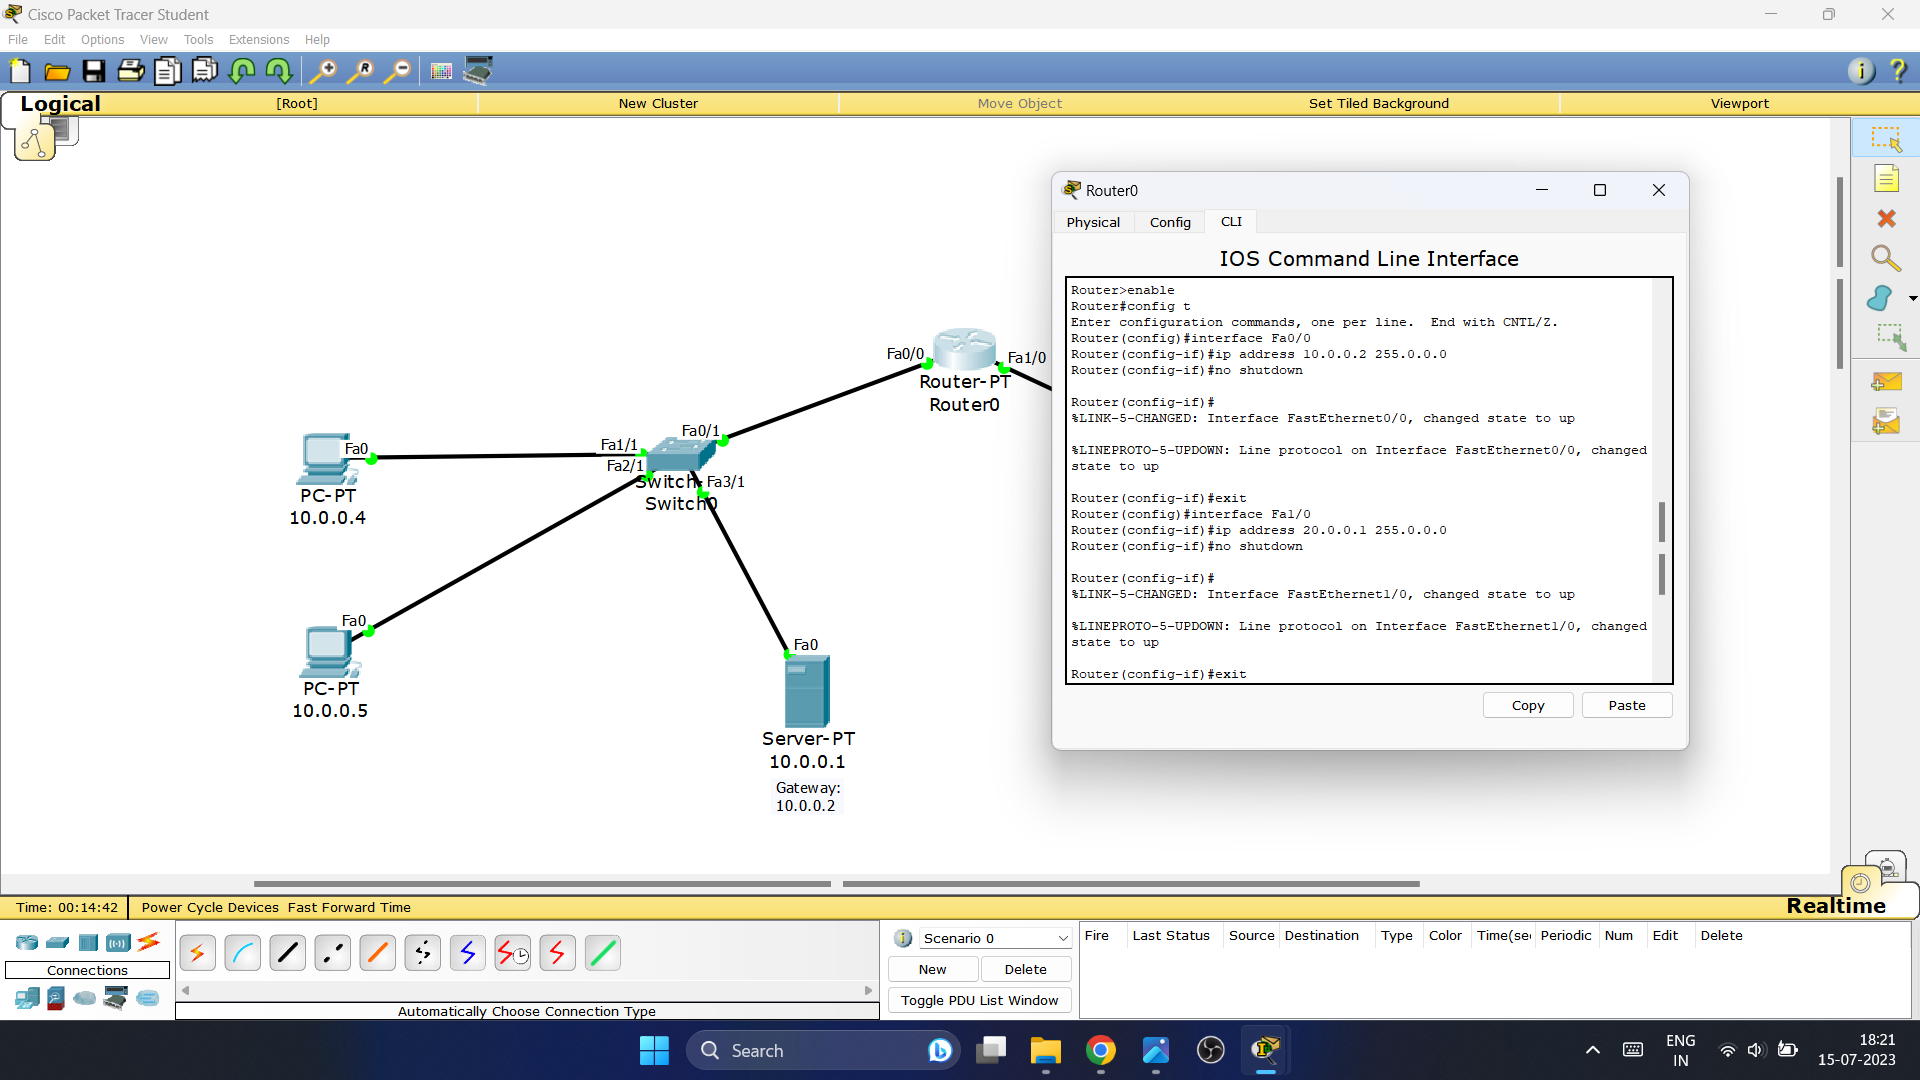 Cisco Packet Tracer Student
File Edit Options View Tools Extensions Help
Logical [Root] New Cluster Move Object Set Tiled Background Viewport
Router0
Physical Config CLI
IOS Command Line Interface
Router>enable
Router#config t
Enter configuration commands, one per line.  End with CNTL/Z.
Router(config)#interface Fa0/0
Router(config-if)#ip address 10.0.0.2 255.0.0.0
Router(config-if)#no shutdown
Router(config-if)#
%LINK-5-CHANGED: Interface FastEthernet0/0, changed state to up
%LINEPROTO-5-UPDOWN: Line protocol on Interface FastEthernet0/0, changed
state to up
Router(config-if)#exit
Router(config)#interface Fa1/0
Router(config-if)#ip address 20.0.0.1 255.0.0.0
Router(config-if)#no shutdown
Router(config-if)#
%LINK-5-CHANGED: Interface FastEthernet1/0, changed state to up
%LINEPROTO-5-UPDOWN: Line protocol on Interface FastEthernet1/0, changed
state to up
Router(config-if)#exit
Copy Paste
Fa0/0 Fa1/0
Router-PT
Router0
Fa0/1
Fa1/1
Fa2/1
Fa3/1
Switch-
Switch0
Fa0
PC-PT
10.0.0.4
Fa0
PC-PT
10.0.0.5
Fa0
Server-PT
10.0.0.1
Gateway:
10.0.0.2
Time: 00:14:42 Power Cycle Devices Fast Forward Time
Realtime
Connections
Automatically Choose Connection Type
Scenario 0
New Delete
Toggle PDU List Window
Fire Last Status Source Destination Type Color Time(sec Periodic Num Edit Delete
Search
ENG
IN
18:21
15-07-2023